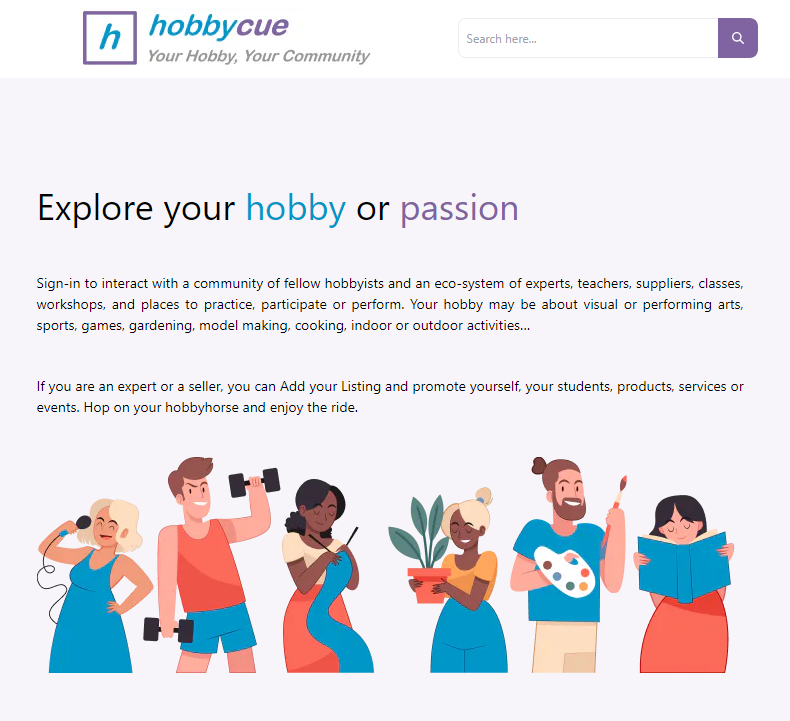 h
hobbycue
Your Hobby, Your Community
Search here...
Explore your hobby or passion
Sign-in to interact with a community of fellow hobbyists and an eco-system of experts, teachers, suppliers, classes,
workshops, and places to practice, participate or perform. Your hobby may be about visual or performing arts,
sports, games, gardening, model making, cooking, indoor or outdoor activities...
If you are an expert or a seller, you can Add your Listing and promote yourself, your students, products, services or
events. Hop on your hobbyhorse and enjoy the ride.